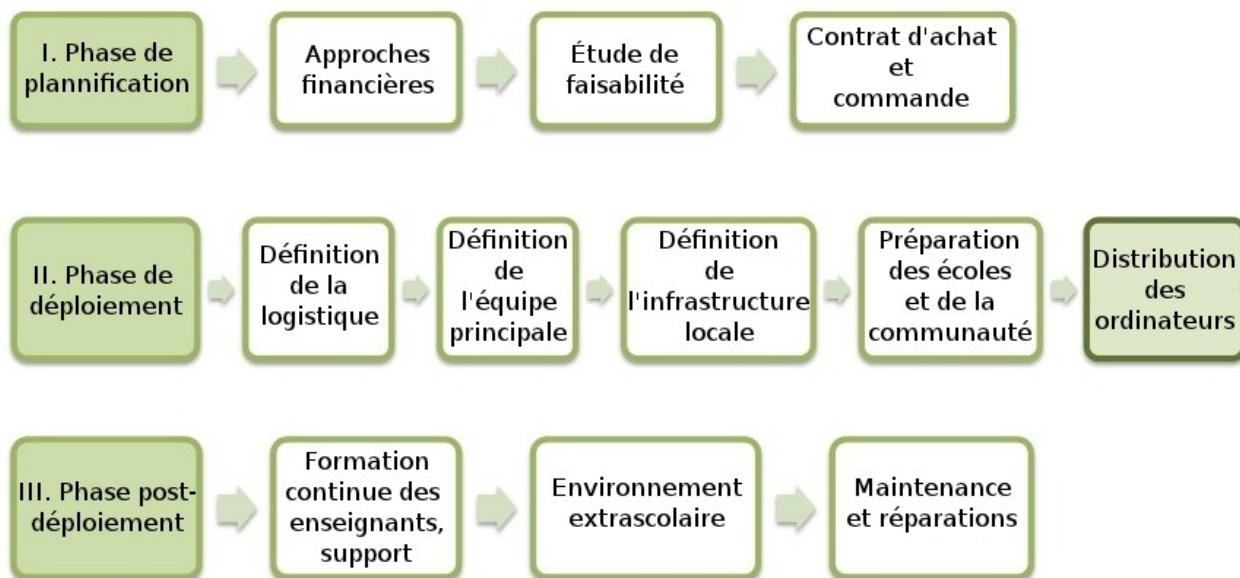 I. Phase de
plannification
Approches
financières
Étude de
faisabilité
Contrat d'achat
et
commande
II. Phase de
déploiement
Définition
de la
logistique
Définition
de
l'équipe
principale
Définition
de
l'infrastructure
locale
Préparation
des écoles
et de la
communauté
Distribution
des
ordinateurs
III. Phase post-
déploiement
Formation
continue des
enseignants,
support
Environnement
extrascolaire
Maintenance
et réparations